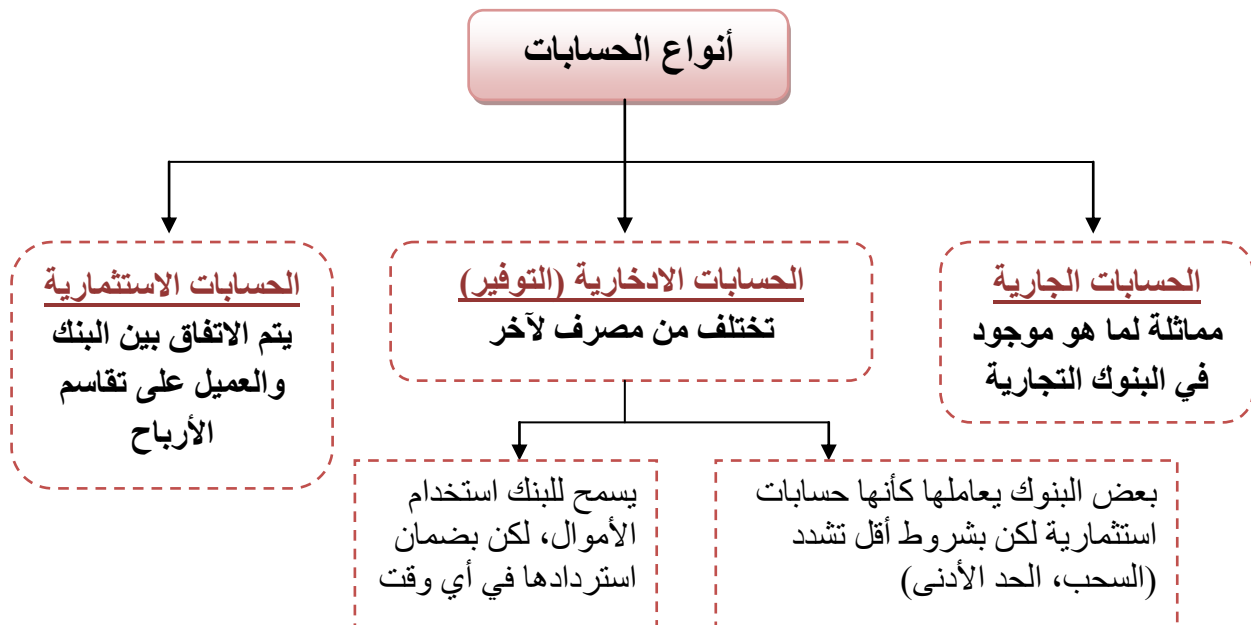 أنواع الحسابات
الحسابات الجارية
مماثلة لما هو موجود
في البنوك التجارية
الحسابات الادخارية (التوفير)
تختلف من مصرف لآخر
الحسابات الاستثمارية
يتم الاتفاق بين البنك
والعميل على تقاسم
الأرباح
بعض البنوك يعاملها كأنها حسابات
استثمارية لكن بشروط أقل تشدد
(السحب، الحد الأدنى)
يسمح للبنك استخدام
الأموال، لكن بضمان
استردادها في أي وقت